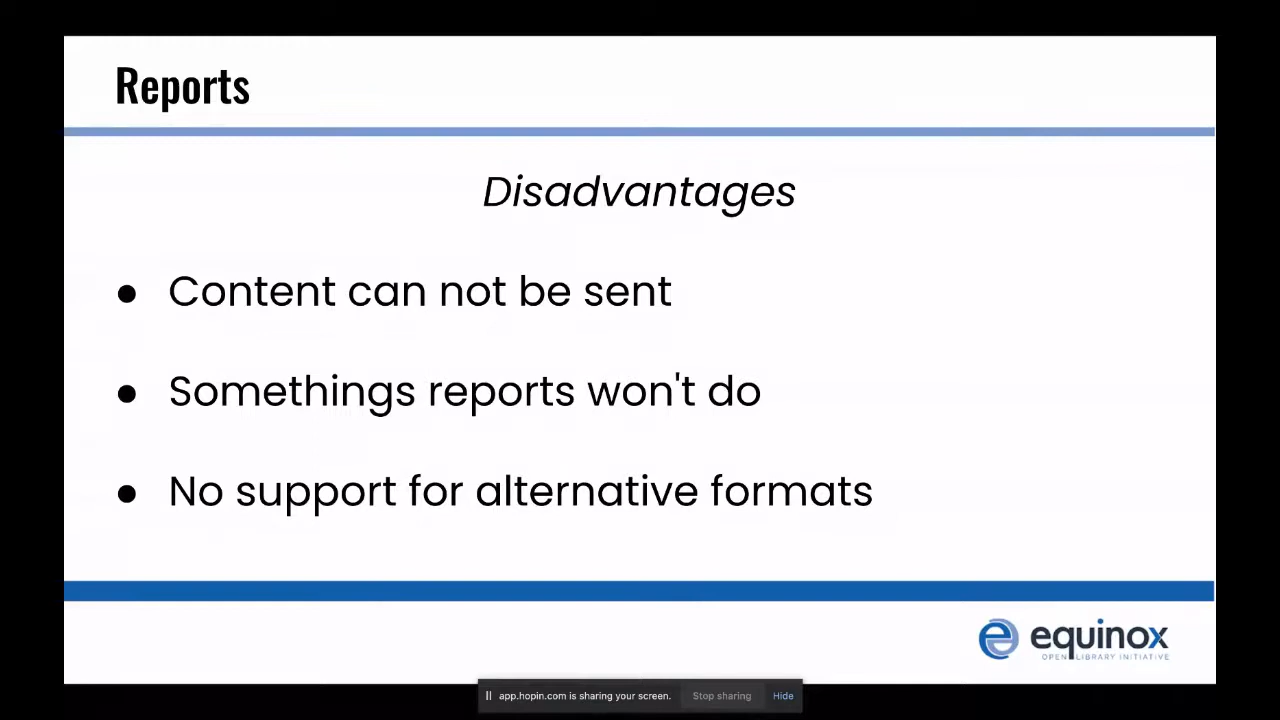 Reports
Disadvantages
● Content can not be sent
● Somethings reports won't do
● No support for alternative formats
equinox
OPEN LIBRARY INITIATIVE
app.hopin.com is sharing your screen. Stop sharing Hide